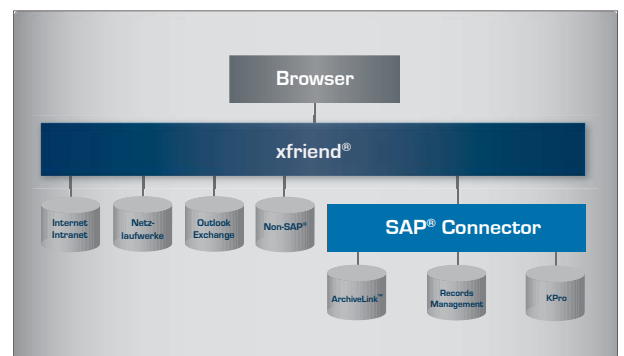 Browser
xfriend®
Internet
Intranet
Netz-
laufwerke
Outlook
Exchange
Non-SAP®
SAP® Connector
ArchiveLink™
Records
Management
KPro